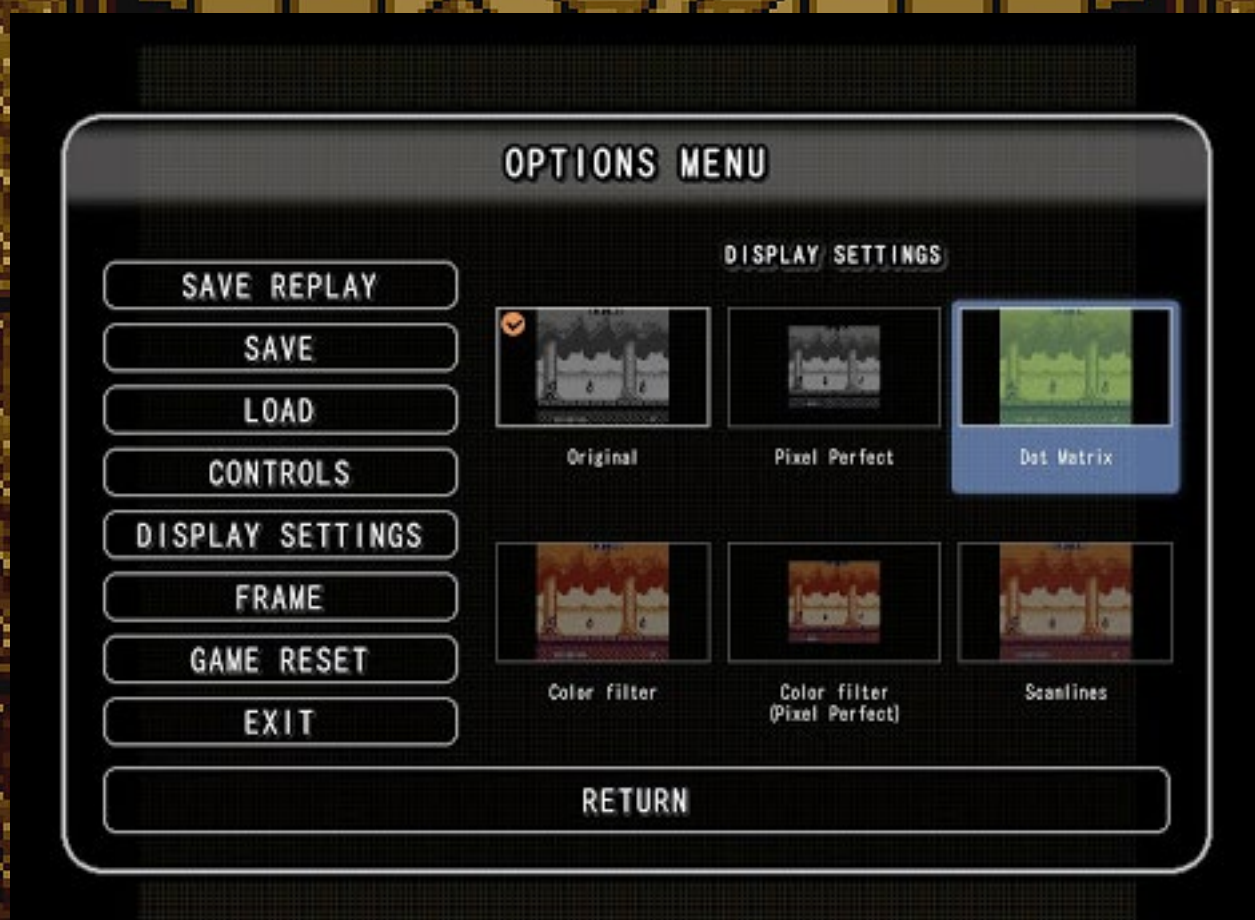 OPTIONS MENU
SAVE REPLAY
SAVE
LOAD
CONTROLS
DISPLAY SETTINGS
FRAME
GAME RESET
EXIT
DISPLAY SETTINGS
Original
Pixel Perfect
Dot Matrix
Color filter
Color filter
(Pixel Perfect)
Scanlines
RETURN